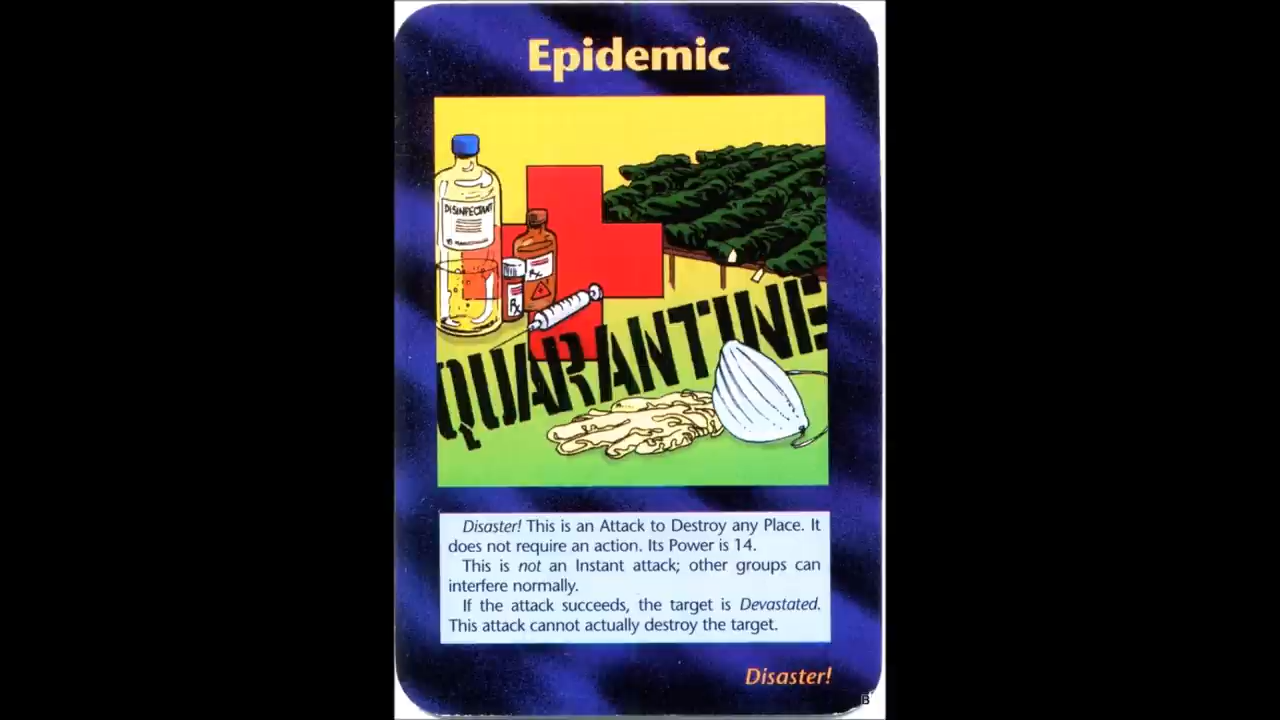 Epidemic
DISINFECTANT
Rx
Rx
QUARANTINE
Disaster! This is an Attack to Destroy any Place. It
does not require an action. Its Power is 14.
This is not an Instant attack; other groups can
interfere normally.
If the attack succeeds, the target is Devastated.
This attack cannot actually destroy the target.
Disaster!
B